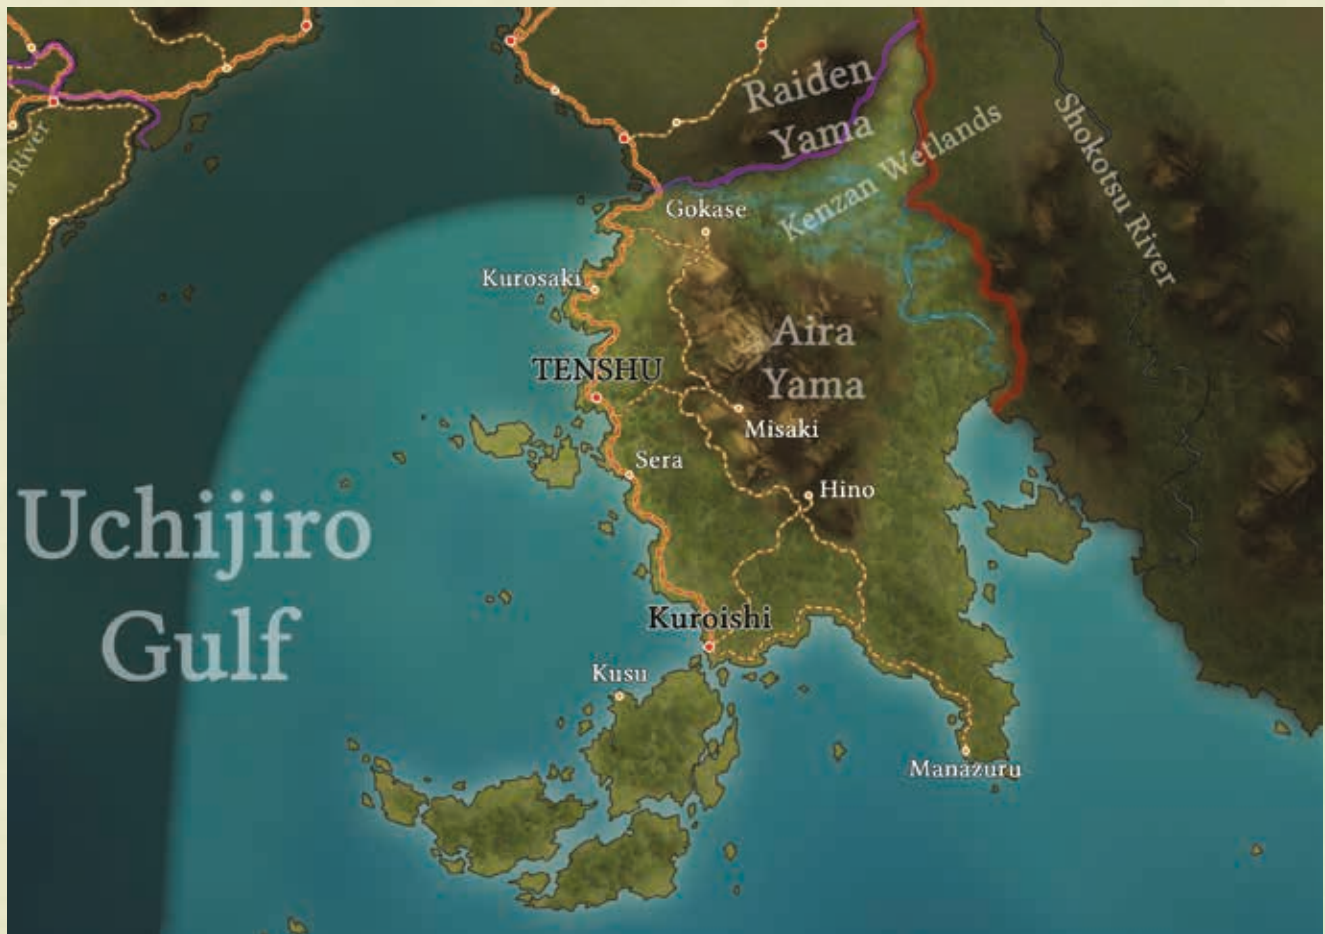 Raiden
Yama
Kenzan Wetlands
Shokotsu River
River
Gokase
Kurosaki
Aira
Yama
TENSHU
Misaki
Sera
Hino
Uchijiro
Gulf
Kuroishi
Kusu
Manazuru